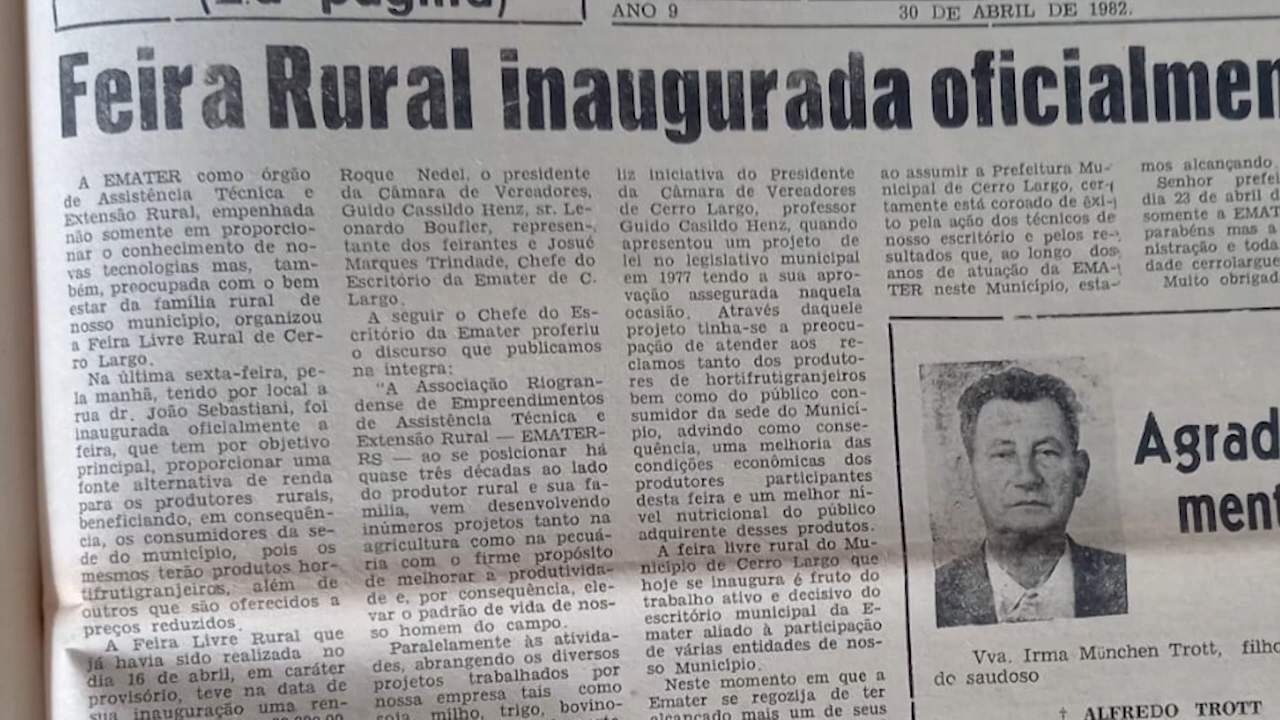 (2.a página)
ANO 9
30 DE ABRIL DE 1982.
Feira Rural inaugurada oficialmen
A EMATER como órgão
de Assistência Técnica e
Extensão Rural, empenhada
não somente em proporcio-
nar o conhecimento de no-
vas tecnologias mas, tam-
bém, preocupada com o bem
estar da família rural de
nosso município, organizou
a Feira Livre Rural de Cer-
ro Largo.
Na última sexta-feira, pe-
la manhã, tendo por local a
rua dr. João Sebastiani, foi
inaugurada oficialmente a
feira, que tem por objetivo
principal, proporcionar uma
fonte alternativa de renda
para os produtores rurais,
beneficiando, em consequên-
cia, os consumidores da se-
de do município, pois os
mesmos terão produtos hor-
tifrutigranjeiros, além de
outros que são oferecidos a
preços reduzidos.
A Feira Livre Rural que
já havia sido realizada no
dia 16 de abril, em caráter
provisório, teve na data de
sua inauguração uma ren-
Roque Nedel, o presidente
da Câmara de Vereadores,
Guido Cassildo Henz, sr. Le-
onardo Boufler, represen-
tante dos feirantes e Josué
Marques Trindade, Chefe do
Escritório da Emater de C.
Largo.
A seguir o Chefe do Es-
critório da Emater proferiu
o discurso que publicamos
na íntegra:
"A Associação Riogran-
dense de Empreendimentos
de Assistência Técnica e
Extensão Rural — EMATER-
RS — ao se posicionar há
quase três décadas ao lado
do produtor rural e sua fa-
mília, vem desenvolvendo
inúmeros projetos tanto na
agricultura como na pecuá-
ria com o firme propósito
de melhorar a produtivida-
de e, por consequência, ele-
var o padrão de vida de nos-
so homem do campo.
Paralelamente às ativida-
des, abrangendo os diversos
projetos trabalhados por
nossa empresa tais como
soja, milho, trigo, bovino-
liz iniciativa do Presidente
da Câmara de Vereadores
de Cerro Largo, professor
Guido Casildo Henz, quando
apresentou um projeto de
lei no legislativo municipal
em 1977 tendo a sua apro-
vação assegurada naquela
ocasião. Através daquele
projeto tinha-se a preocu-
pação de atender aos re-
clamos tanto dos produto-
res de hortifrutigranjeiros
bem como do público con-
sumidor da sede do Municí-
pio, advindo como conse-
quência, uma melhoria das
condições econômicas dos
produtores participantes
desta feira e um melhor ní-
vel nutricional do público
adquirente desses produtos.
A feira livre rural do Mu-
nicípio de Cerro Largo que
hoje se inaugura é fruto do
trabalho ativo e decisivo do
escritório municipal da E-
mater aliado à participação
de várias entidades de nos-
so Município.
Neste momento em que a
Emater se regozija de ter
alcançado mais um de seus
ao assumir a Prefeitura Mu-
nicipal de Cerro Largo, cer-
tamente está coroado de êxi-
to pela ação dos técnicos de
nosso escritório e pelos re-
sultados que, ao longo dos
anos de atuação da EMA-
TER neste Município, esta-
mos alcançando
Senhor prefei
dia 23 de abril d
somente a EMAT
parabéns mas a
nistração e toda
dade cerrolargue
Muito obrigad
Agrad
ment
Vva. Irma München Trott, filho
do saudoso
† ALFREDO TROTT